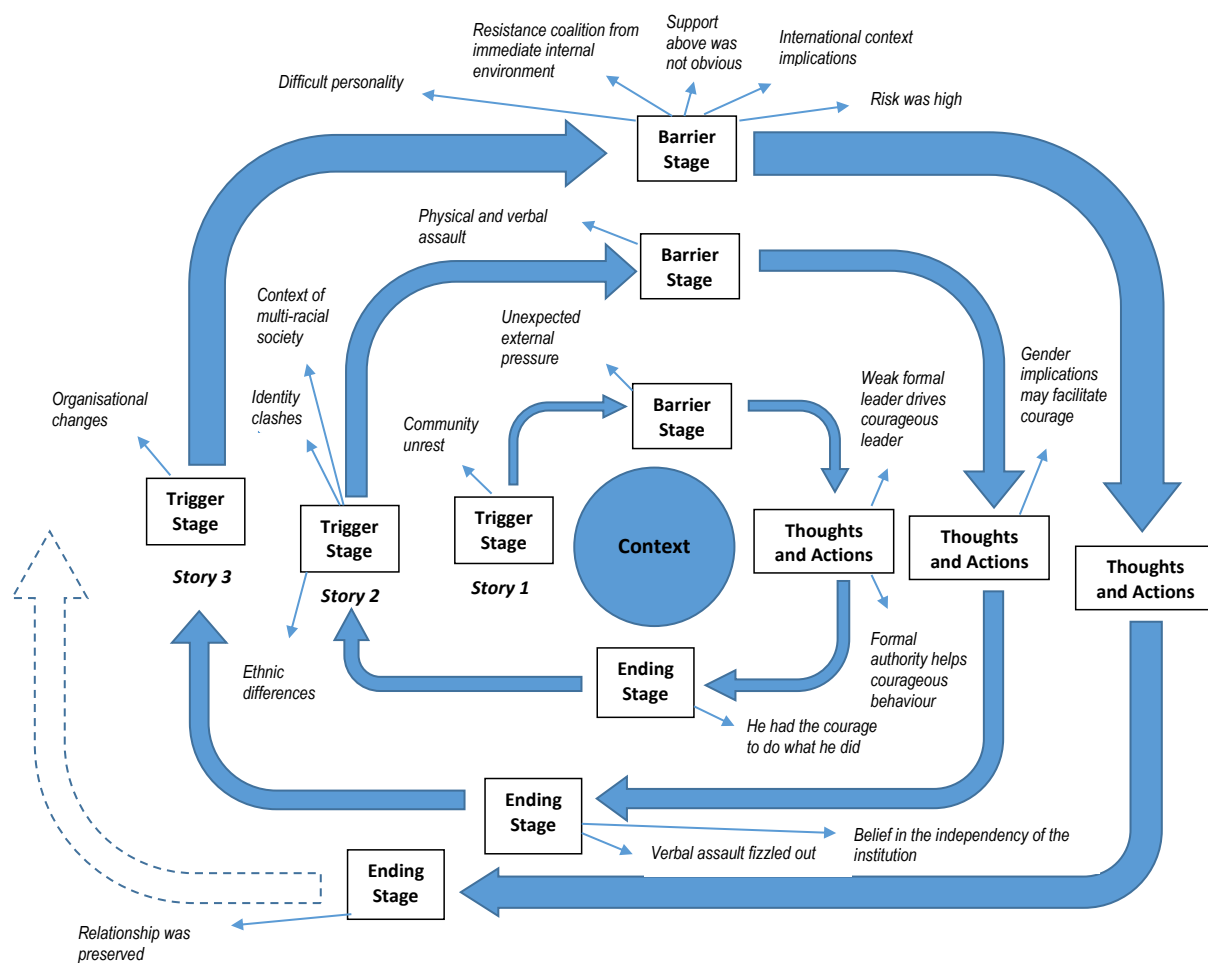 Resistance coalition from
immediate internal
environment
Support
above was
not obvious
International context
implications
Difficult personality
Risk was high
Barrier
Stage
Physical and verbal
assault
Barrier
Stage
Context of
multi-racial
society
Unexpected
external
pressure
Gender
implications
may facilitate
courage
Weak formal
leader drives
courageous
leader
Organisational
changes
Identity
clashes
Community
unrest
Barrier
Stage
Trigger
Stage
Story 3
Trigger
Stage
Story 2
Trigger
Stage
Story 1
Context
Thoughts
and Actions
Thoughts
and Actions
Thoughts
and Actions
Ethnic
differences
Ending
Stage
Formal
authority helps
courageous
behaviour
He had the courage
to do what he did
Ending
Stage
Verbal assault fizzled out
Belief in the independency of the
institution
Ending
Stage
Relationship was
preserved